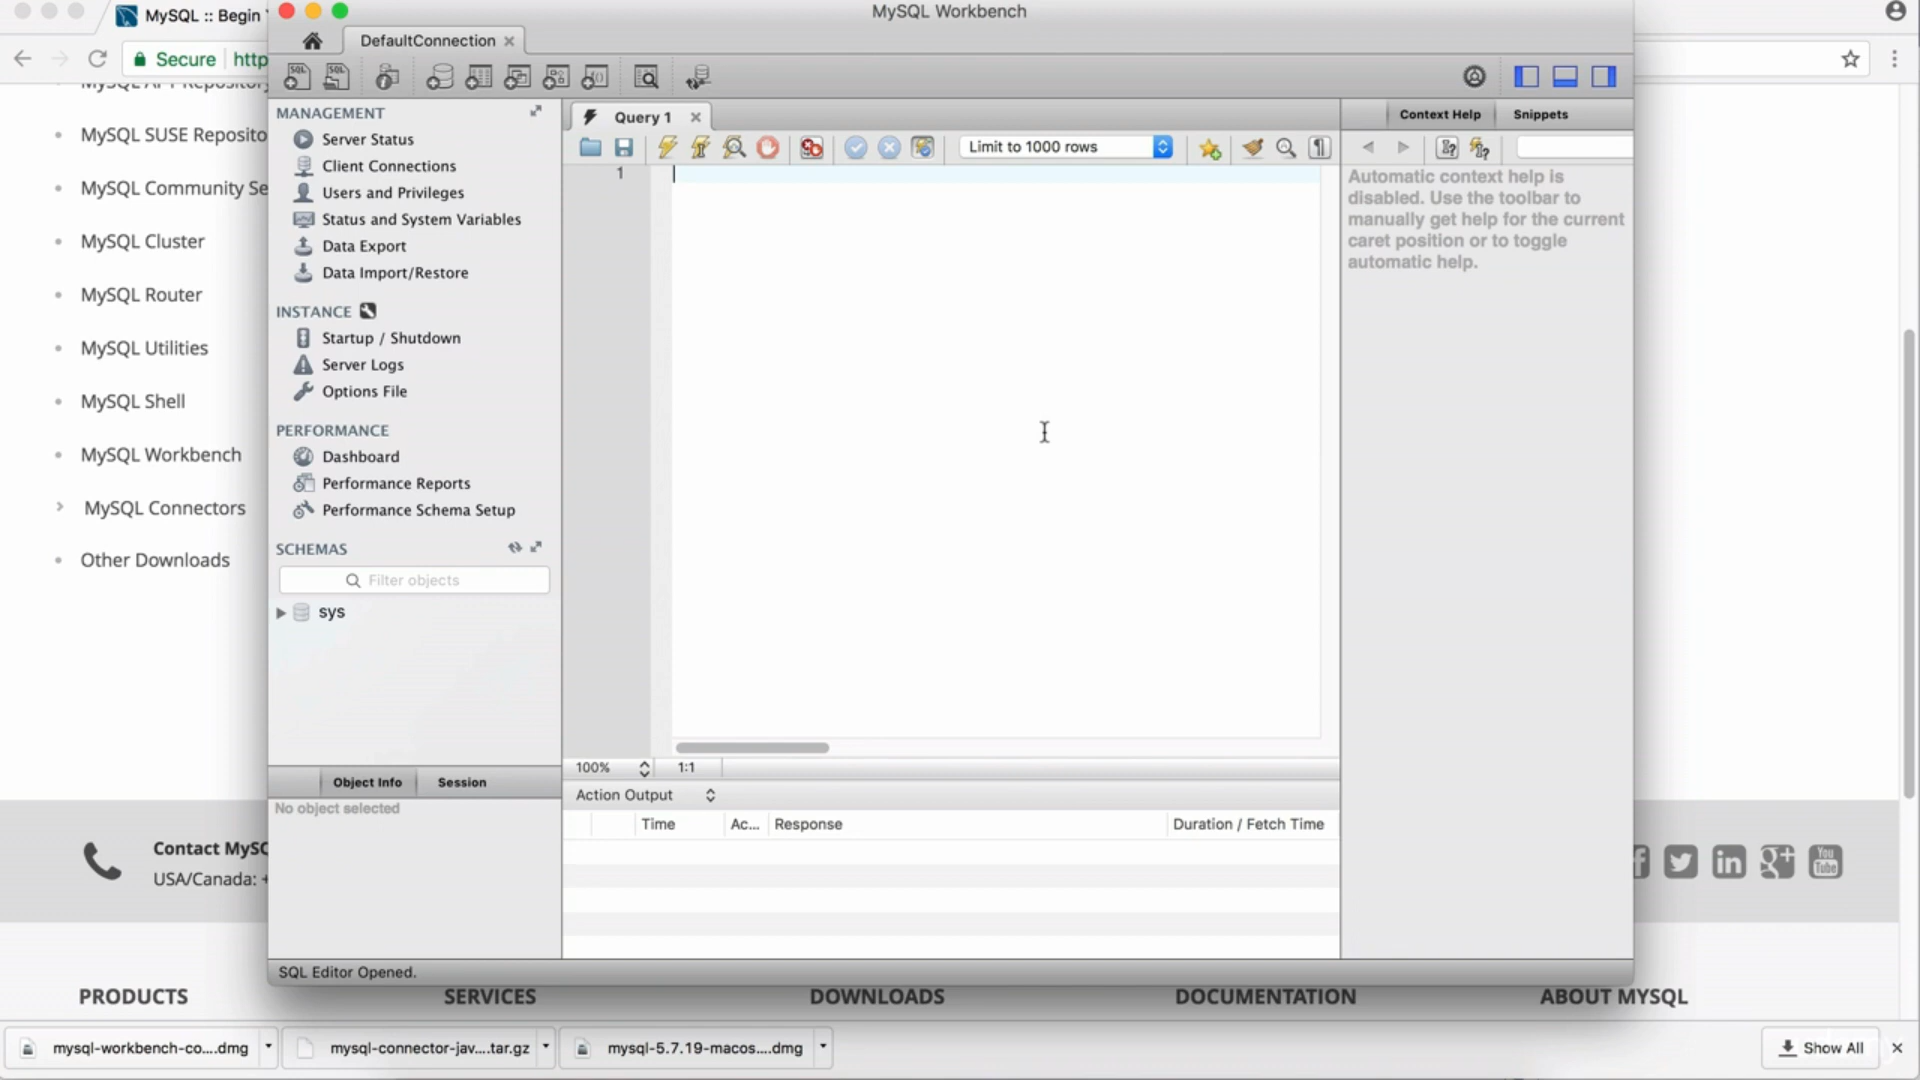 MySQL :: Begin
MySQL Workbench
DefaultConnection
Secure
http
MANAGEMENT
Server Status
Client Connections
Users and Privileges
Status and System Variables
Data Export
Data Import/Restore
INSTANCE
Startup / Shutdown
Server Logs
Options File
PERFORMANCE
Dashboard
Performance Reports
Performance Schema Setup
SCHEMAS
Filter objects
sys
Object Info
Session
No object selected
SQL Editor Opened.
Query 1
Limit to 1000 rows
1
100%
1:1
Action Output
Time
Ac...
Response
Duration / Fetch Time
Context Help
Snippets
Automatic context help is
disabled. Use the toolbar to
manually get help for the current
caret position or to toggle
automatic help.
MySQL APT Repository
MySQL SUSE Reposito
MySQL Community Se
MySQL Cluster
MySQL Router
MySQL Utilities
MySQL Shell
MySQL Workbench
MySQL Connectors
Other Downloads
Contact MySQ
USA/Canada: +
You
Tube
PRODUCTS
SERVICES
DOWNLOADS
DOCUMENTATION
ABOUT MYSQL
mysql-workbench-co....dmg
mysql-connector-jav....tar.gz
mysql-5.7.19-macos....dmg
Show All